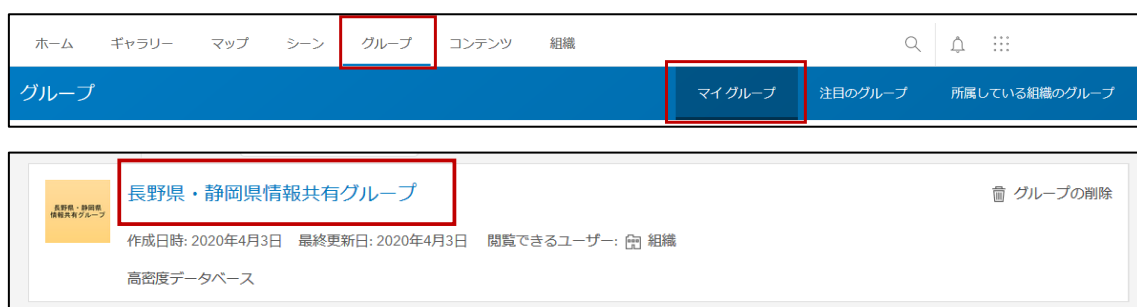 ホーム ギャラリー マップ シーン グループ コンテンツ 組織
グループ マイ グループ 注目のグループ 所属している組織のグループ
長野県・静岡県情報共有グループ グループの削除
長野県・静岡県
情報共有グループ
作成日時: 2020年4月3日 最終更新日: 2020年4月3日 閲覧できるユーザー: 組織
高密度データベース